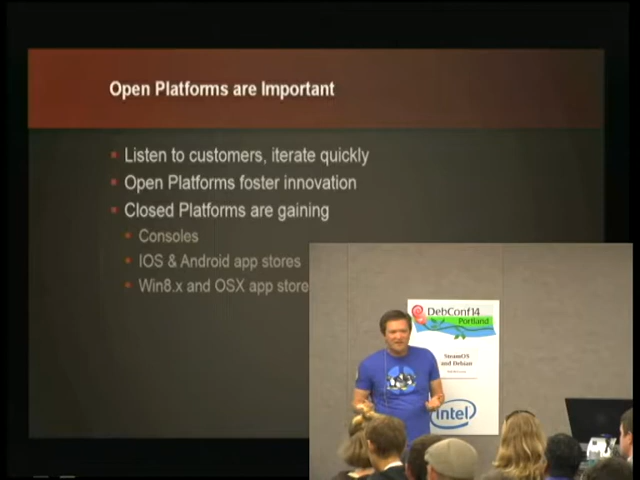 Open Platforms are Important
Listen to customers, iterate quickly
Open Platforms foster innovation
Closed Platforms are gaining
Consoles
IOS & Android app stores
Win8.x and OSX app store
DebConf14
Portland
SteamOS
and Debian
intel